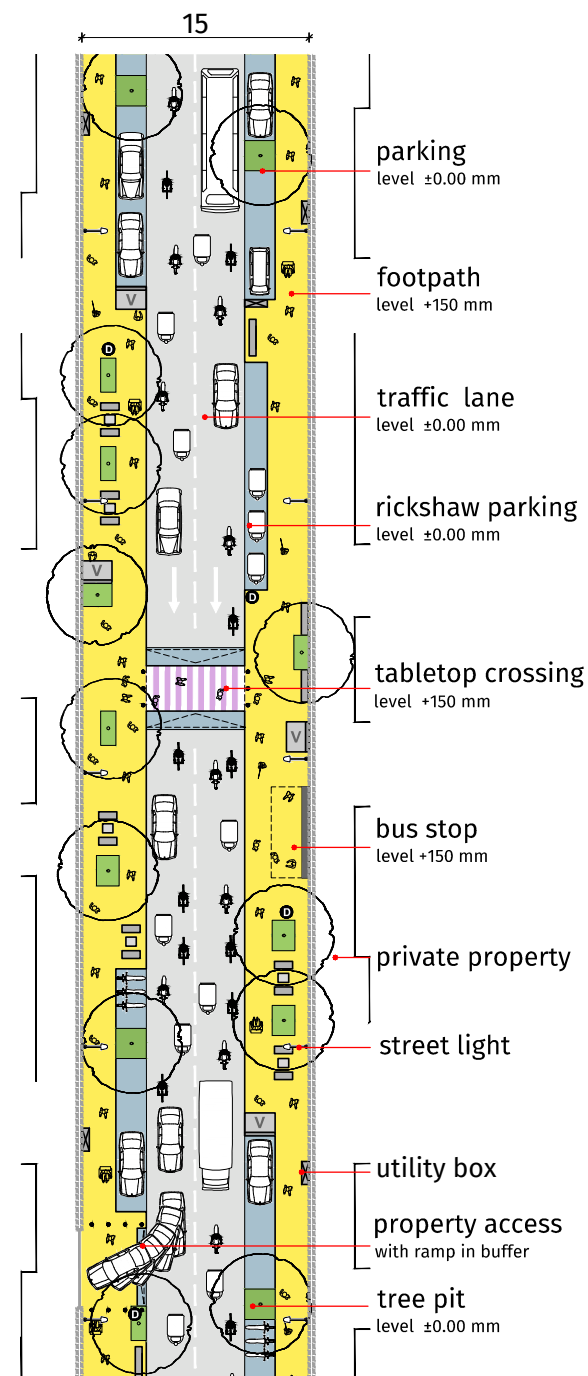 15
parking
level ±0.00 mm
footpath
level +150 mm
V
D
traffic lane
level ±0.00 mm
rickshaw parking
level ±0.00 mm
V
D
tabletop crossing
level +150 mm
V
bus stop
level +150 mm
D
private property
street light
V
utility box
property access
with ramp in buffer
tree pit
level ±0.00 mm
D